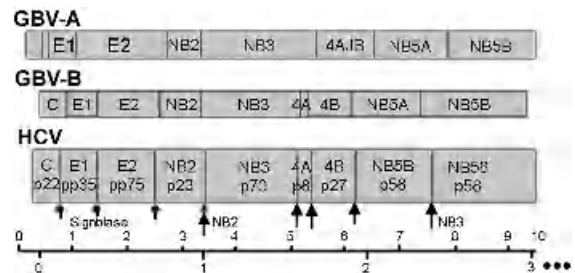 GBV-A
E1 E2 NB2 NB3 NB5A NB5B
GBV-B
C E1 E2 NB2 NB3 4A 4B NB5A NB5B
HCV
C E1 E2 NB2 NB3 4A 4B NB5B
p22 pp35 pp75 p23 p70 p8 p27 p58 p58
NB2 NB3
0 1 2 3 4 5 6 7 8 9 10
0 1 2 3